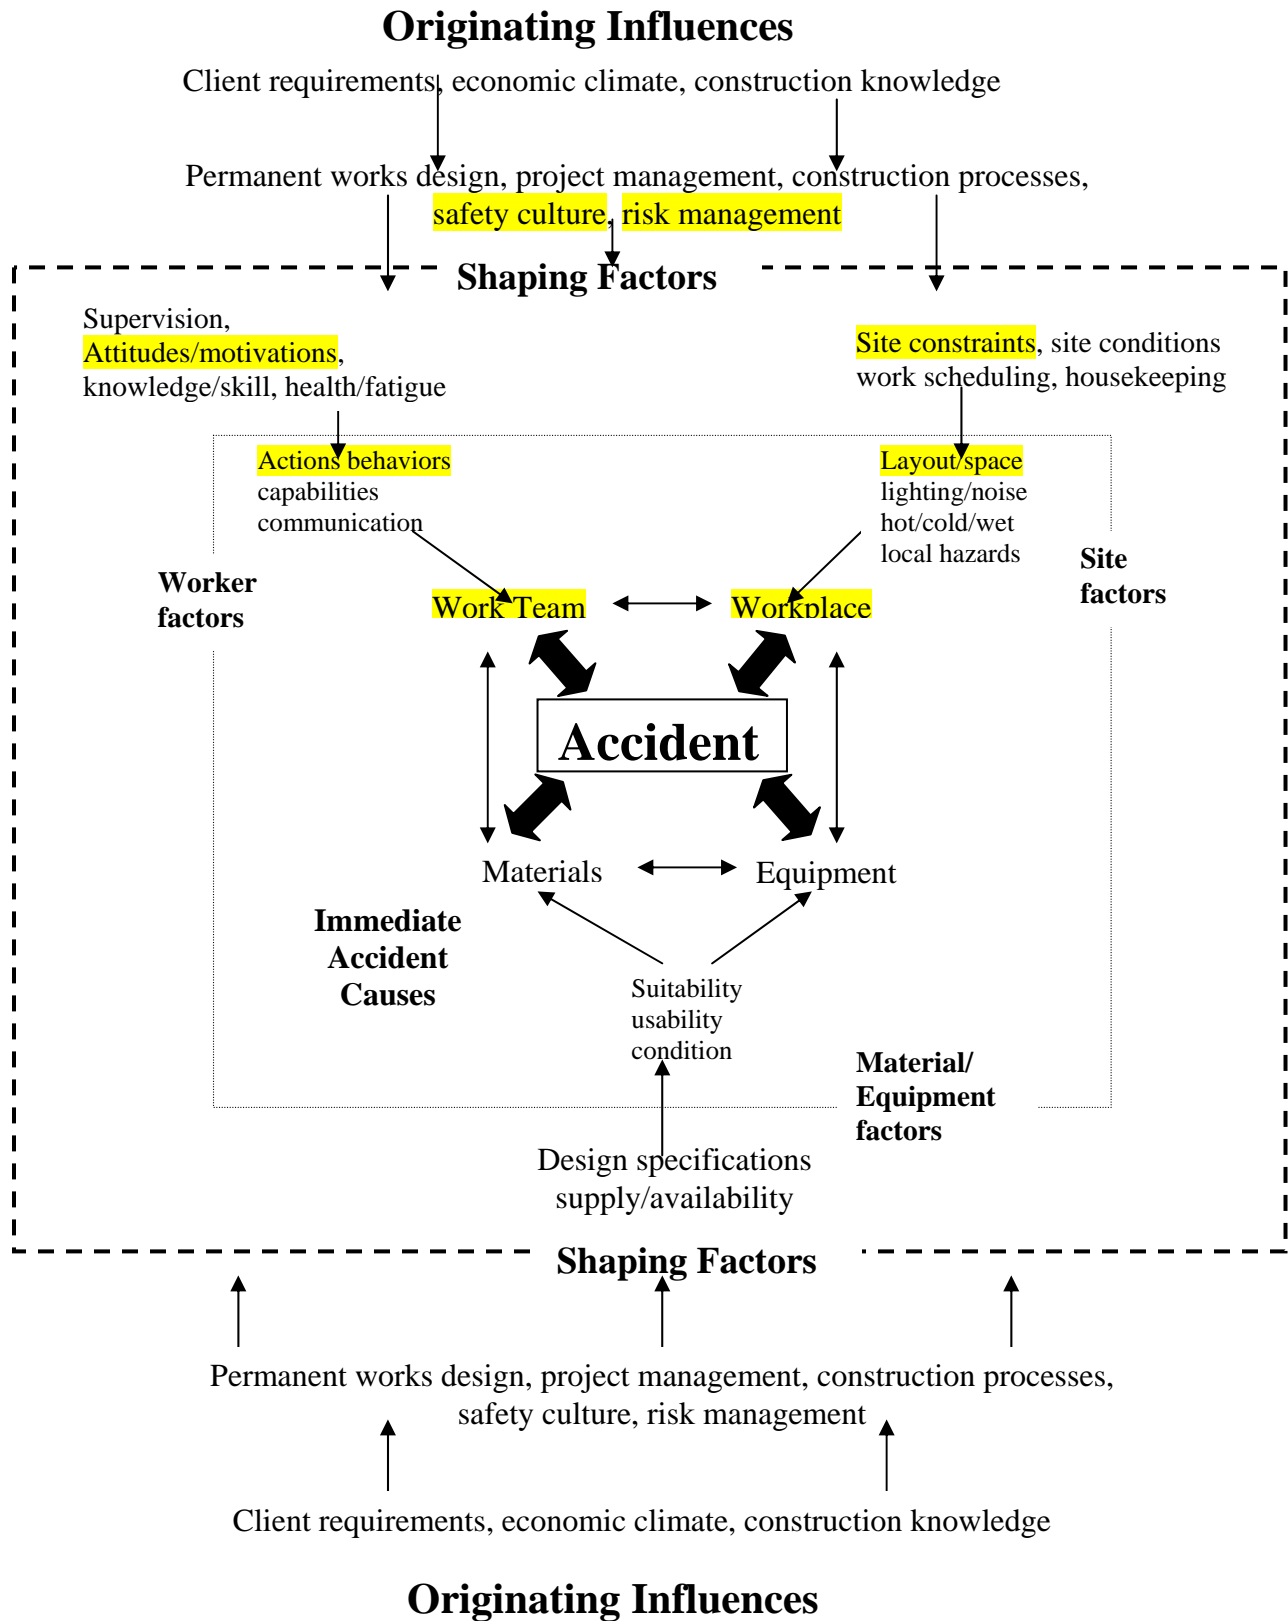 Originating Influences
Client requirements, economic climate, construction knowledge
Permanent works design, project management, construction processes,
safety culture, risk management
Shaping Factors
Supervision,
Attitudes/motivations,
knowledge/skill, health/fatigue
Site constraints, site conditions
work scheduling, housekeeping
Actions behaviors
capabilities
communication
Layout/space
lighting/noise
hot/cold/wet
local hazards
Worker
factors
Site
factors
Work Team
Workplace
Accident
Materials
Equipment
Immediate
Accident
Causes
Suitability
usability
condition
Material/
Equipment
factors
Design specifications
supply/availability
Shaping Factors
Permanent works design, project management, construction processes,
safety culture, risk management
Client requirements, economic climate, construction knowledge
Originating Influences